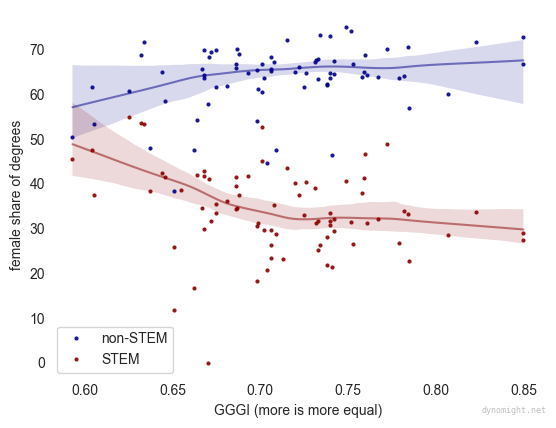 female share of degrees
70
60
50
40
30
20
10
0
non-STEM
STEM
0.60 0.65 0.70 0.75 0.80 0.85
GGGI (more is more equal)
dynomight.net